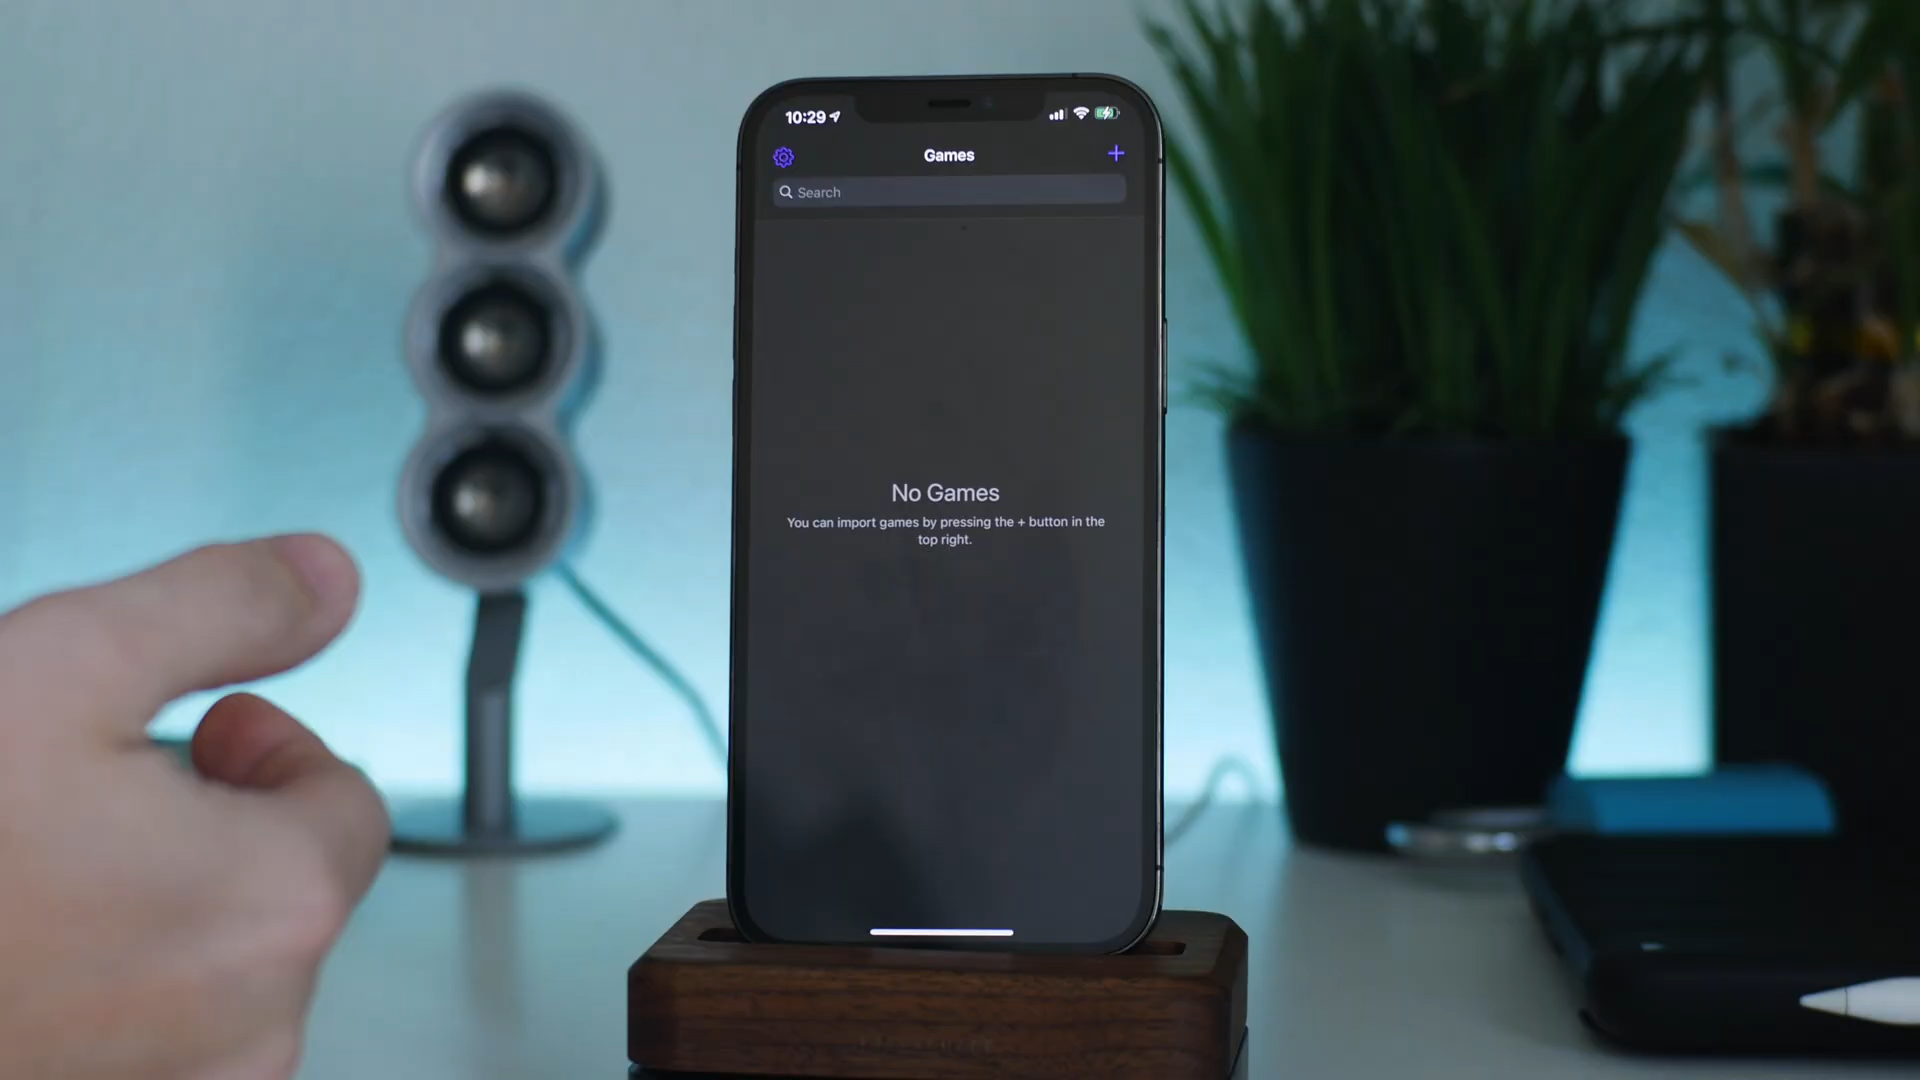 10:29
Games
Search
No Games
You can import games by pressing the + button in the
top right.